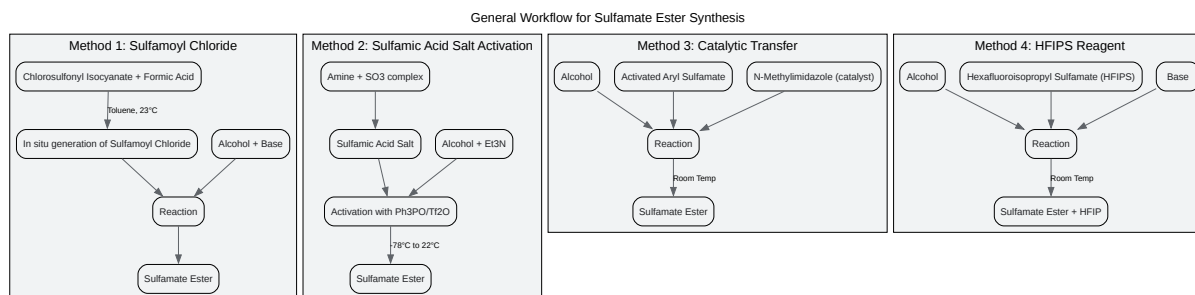 General Workflow for Sulfamate Ester Synthesis
Method 1: Sulfamoyl Chloride
Chlorosulfonyl Isocyanate + Formic Acid
Toluene, 23°C
In situ generation of Sulfamoyl Chloride
Alcohol + Base
Reaction
Sulfamate Ester
Method 2: Sulfamic Acid Salt Activation
Amine + SO3 complex
Sulfamic Acid Salt
Alcohol + Et3N
Activation with Ph3PO/Tf2O
-78°C to 22°C
Sulfamate Ester
Method 3: Catalytic Transfer
Alcohol
Activated Aryl Sulfamate
N-Methylimidazole (catalyst)
Reaction
Room Temp
Sulfamate Ester
Method 4: HFIPS Reagent
Alcohol
Hexafluoroisopropyl Sulfamate (HFIPS)
Base
Reaction
Room Temp
Sulfamate Ester + HFIP